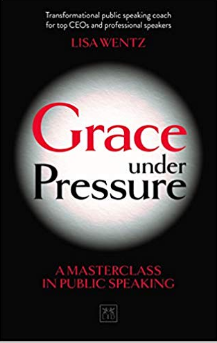 Transformational public speaking coach
for top CEOs and professional speakers
LISA WENTZ
Grace
under
Pressure
A MASTERCLASS
IN PUBLIC SPEAKING